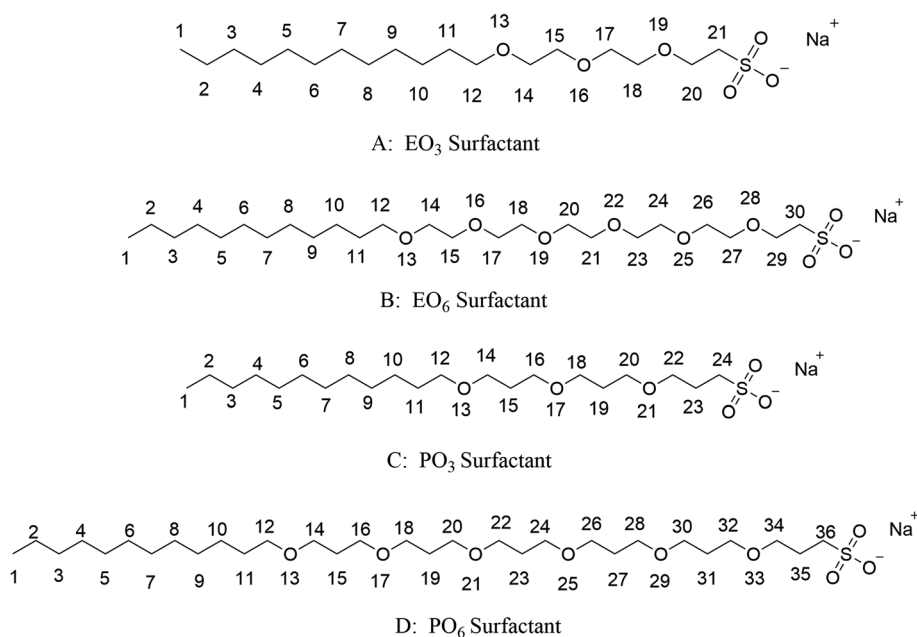 1 3 5 7 9 11 13 15 17 19 21 O Na+
O O O S O O−
2 4 6 8 10 12 14 16 18 20
A: EO3 Surfactant
2 4 6 8 10 12 14 16 18 20 22 24 26 28 30 O Na+
O O O O O O S O O−
1 3 5 7 9 11 13 15 17 19 21 23 25 27 29
B: EO6 Surfactant
2 4 6 8 10 12 14 16 18 20 22 24 O Na+
O O O S O O−
1 3 5 7 9 11 13 15 17 19 21 23
C: PO3 Surfactant
2 4 6 8 10 12 14 16 18 20 22 24 26 28 30 32 34 36 O Na+
O O O O O O S O O−
1 3 5 7 9 11 13 15 17 19 21 23 25 27 29 31 33 35
D: PO6 Surfactant